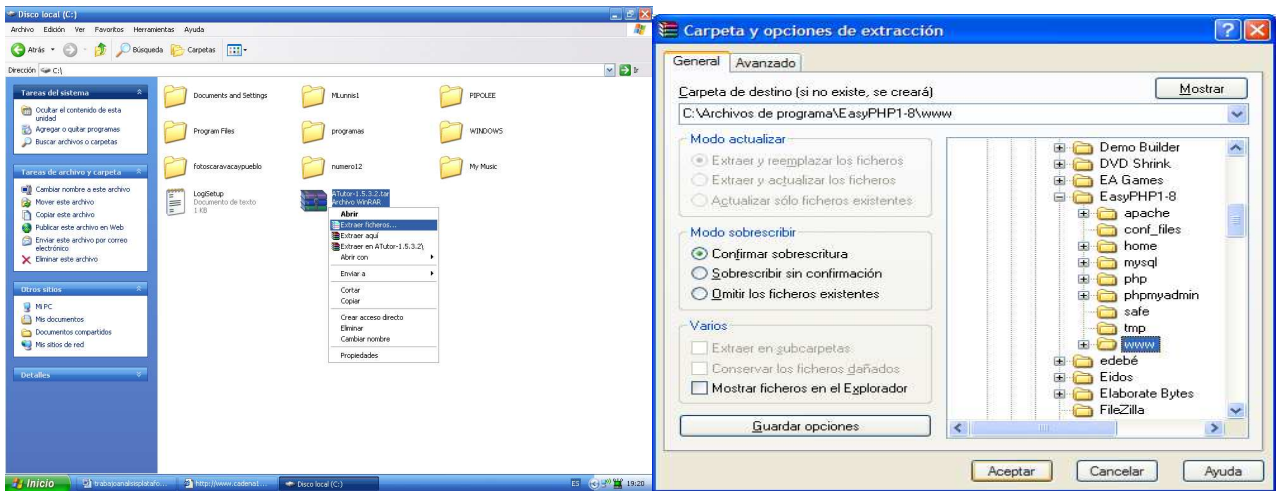 Disco local (C:)
Archivo Edición Ver Favoritos Herramientas Ayuda
Atrás Búsqueda Carpetas
Dirección C:\ Ir
Tareas del sistema
Ocultar el contenido de esta
unidad
Agregar o quitar programas
Buscar archivos o carpetas
Tareas de archivo y carpeta
Cambiar nombre a este archivo
Mover este archivo
Copiar este archivo
Publicar este archivo en Web
Enviar este archivo por correo
electrónico
Eliminar este archivo
Otros sitios
Mi PC
Mis documentos
Documentos compartidos
Mis sitios de red
Detalles
Documents and Settings
MLunnis1
PIPOLEE
Program Files
programas
WINDOWS
fotoscaravacaypueblo
numero12
My Music
LogiSetup
Documento de texto
1 KB
ATutor-1.5.3.2.tar
Archivo WinRAR
Abrir
Extraer ficheros...
Extraer aquí
Extraer en ATutor-1.5.3.2\
Abrir con
Enviar a
Cortar
Copiar
Crear acceso directo
Eliminar
Cambiar nombre
Propiedades
Inicio
trabajoanalsisplatafo...
http://www.cadena1...
Disco local (C:)
ES
19:20
Carpeta y opciones de extracción
General Avanzado
Carpeta de destino (si no existe, se creará)
Mostrar
C:\Archivos de programa\EasyPHP1-8\www
Modo actualizar
Extraer y reemplazar los ficheros
Extraer y actualizar los ficheros
Actualizar sólo ficheros existentes
Modo sobrescribir
Confirmar sobrescritura
Sobrescribir sin confirmación
Omitir los ficheros existentes
Varios
Extraer en subcarpetas
Conservar los ficheros dañados
Mostrar ficheros en el Explorador
Guardar opciones
Demo Builder
DVD Shrink
EA Games
EasyPHP1-8
apache
conf_files
home
mysql
php
phpmyadmin
safe
tmp
www
edebé
Eidos
Elaborate Bytes
FileZilla
Aceptar Cancelar Ayuda